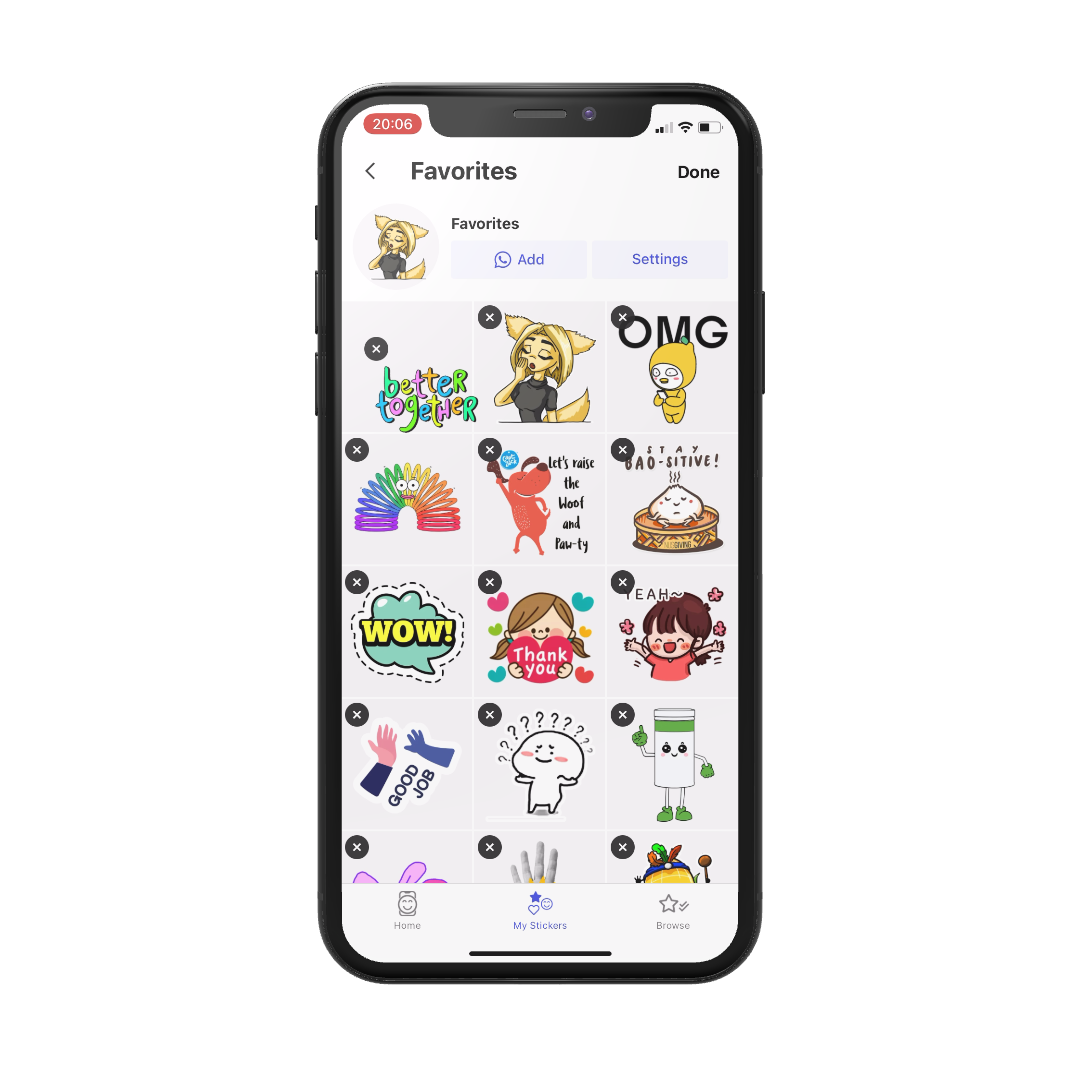 20:06
Favorites
Done
Favorites
Add
Settings
better
together
OMG
Let's raise
the
Woof
and
Paw-ty
STAY
BAO-SITIVE!
WOW!
Thank
you
YEAH~
GOOD
JOB
? ? ? ? ? ? ? ? ? ?
Home
My Stickers
Browse